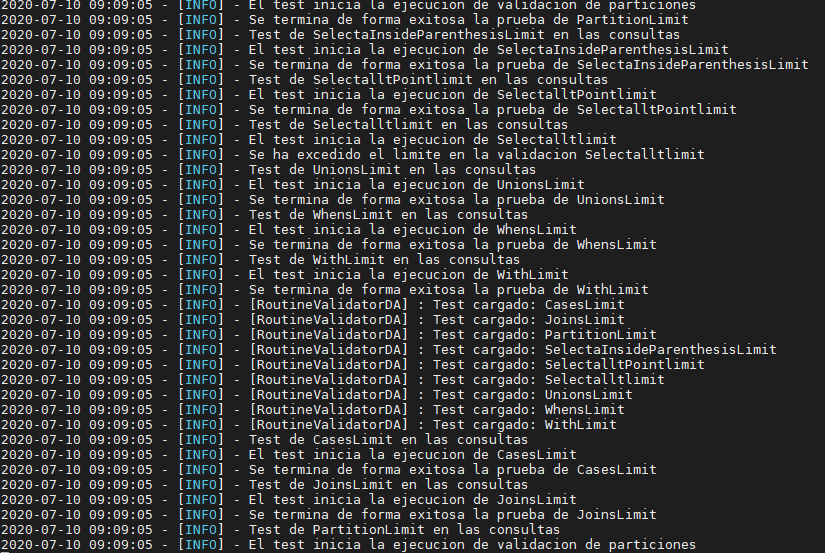 2020-07-10 09:09:05 - [INFO] - El test inicia la ejecucion de validacion de particiones
2020-07-10 09:09:05 - [INFO] - Se termina de forma exitosa la prueba de PartitionLimit
2020-07-10 09:09:05 - [INFO] - Test de SelectaInsideParenthesisLimit en las consultas
2020-07-10 09:09:05 - [INFO] - El test inicia la ejecucion de SelectaInsideParenthesisLimit
2020-07-10 09:09:05 - [INFO] - Se termina de forma exitosa la prueba de SelectaInsideParenthesisLimit
2020-07-10 09:09:05 - [INFO] - Test de SelectalltPointlimit en las consultas
2020-07-10 09:09:05 - [INFO] - El test inicia la ejecucion de SelectalltPointlimit
2020-07-10 09:09:05 - [INFO] - Se termina de forma exitosa la prueba de SelectalltPointlimit
2020-07-10 09:09:05 - [INFO] - Test de Selectalltlimit en las consultas
2020-07-10 09:09:05 - [INFO] - El test inicia la ejecucion de Selectalltlimit
2020-07-10 09:09:05 - [INFO] - Se ha excedido el limite en la validacion Selectalltlimit
2020-07-10 09:09:05 - [INFO] - Test de UnionsLimit en las consultas
2020-07-10 09:09:05 - [INFO] - El test inicia la ejecucion de UnionsLimit
2020-07-10 09:09:05 - [INFO] - Se termina de forma exitosa la prueba de UnionsLimit
2020-07-10 09:09:05 - [INFO] - Test de WhensLimit en las consultas
2020-07-10 09:09:05 - [INFO] - El test inicia la ejecucion de WhensLimit
2020-07-10 09:09:05 - [INFO] - Se termina de forma exitosa la prueba de WhensLimit
2020-07-10 09:09:05 - [INFO] - Test de WithLimit en las consultas
2020-07-10 09:09:05 - [INFO] - El test inicia la ejecucion de WithLimit
2020-07-10 09:09:05 - [INFO] - Se termina de forma exitosa la prueba de WithLimit
2020-07-10 09:09:05 - [INFO] - [RoutineValidatorDA] : Test cargado: CasesLimit
2020-07-10 09:09:05 - [INFO] - [RoutineValidatorDA] : Test cargado: JoinsLimit
2020-07-10 09:09:05 - [INFO] - [RoutineValidatorDA] : Test cargado: PartitionLimit
2020-07-10 09:09:05 - [INFO] - [RoutineValidatorDA] : Test cargado: SelectaInsideParenthesisLimit
2020-07-10 09:09:05 - [INFO] - [RoutineValidatorDA] : Test cargado: SelectalltPointlimit
2020-07-10 09:09:05 - [INFO] - [RoutineValidatorDA] : Test cargado: Selectalltlimit
2020-07-10 09:09:05 - [INFO] - [RoutineValidatorDA] : Test cargado: UnionsLimit
2020-07-10 09:09:05 - [INFO] - [RoutineValidatorDA] : Test cargado: WhensLimit
2020-07-10 09:09:05 - [INFO] - [RoutineValidatorDA] : Test cargado: WithLimit
2020-07-10 09:09:05 - [INFO] - Test de CasesLimit en las consultas
2020-07-10 09:09:05 - [INFO] - El test inicia la ejecucion de CasesLimit
2020-07-10 09:09:05 - [INFO] - Se termina de forma exitosa la prueba de CasesLimit
2020-07-10 09:09:05 - [INFO] - Test de JoinsLimit en las consultas
2020-07-10 09:09:05 - [INFO] - El test inicia la ejecucion de JoinsLimit
2020-07-10 09:09:05 - [INFO] - Se termina de forma exitosa la prueba de JoinsLimit
2020-07-10 09:09:05 - [INFO] - Test de PartitionLimit en las consultas
2020-07-10 09:09:05 - [INFO] - El test inicia la ejecucion de validacion de particiones